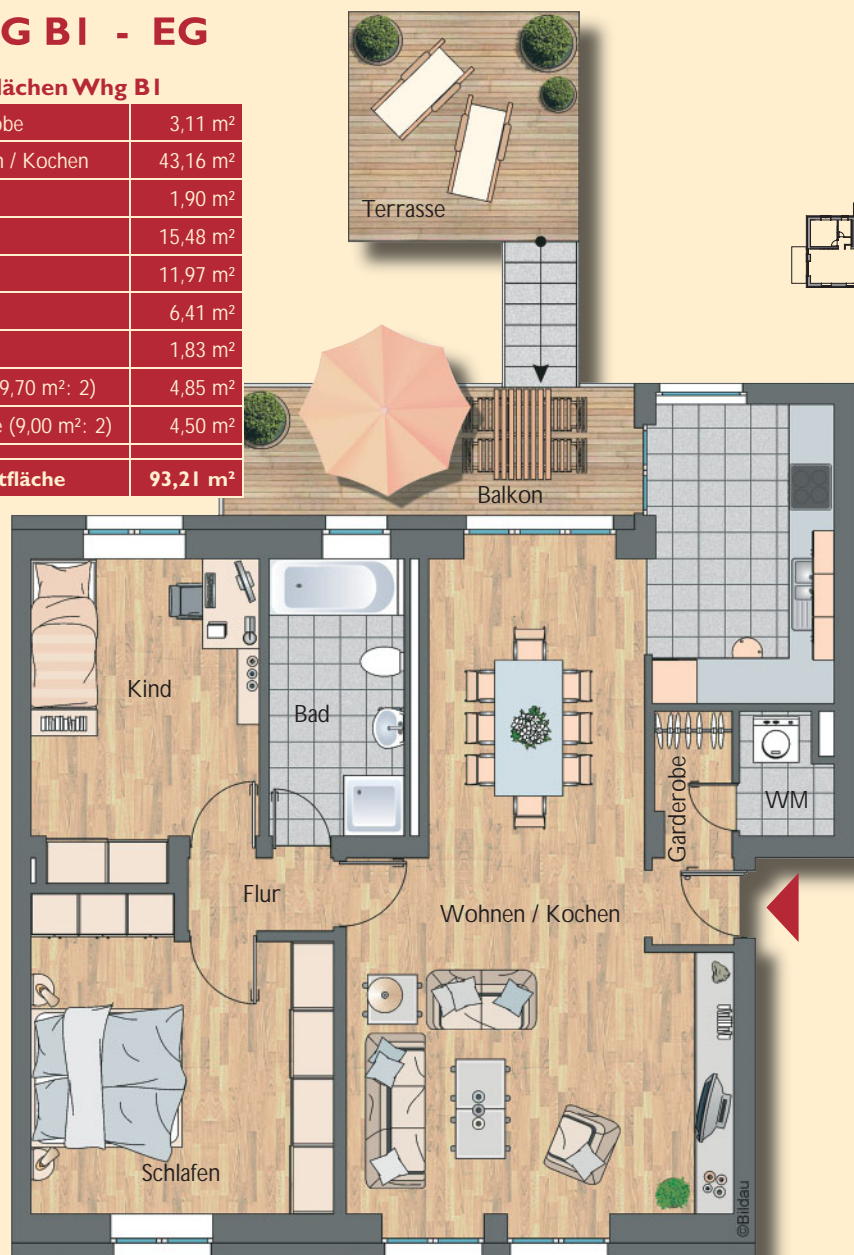 G B1 - EG
lächen Whg B1
obe 3,11 m²
n / Kochen 43,16 m²
1,90 m²
15,48 m²
11,97 m²
6,41 m²
1,83 m²
9,70 m²: 2) 4,85 m²
e (9,00 m²: 2) 4,50 m²
tfläche 93,21 m²
Terrasse
Balkon
Kind
Bad
Garderobe
WM
Flur
Wohnen / Kochen
Schlafen
©Bildau